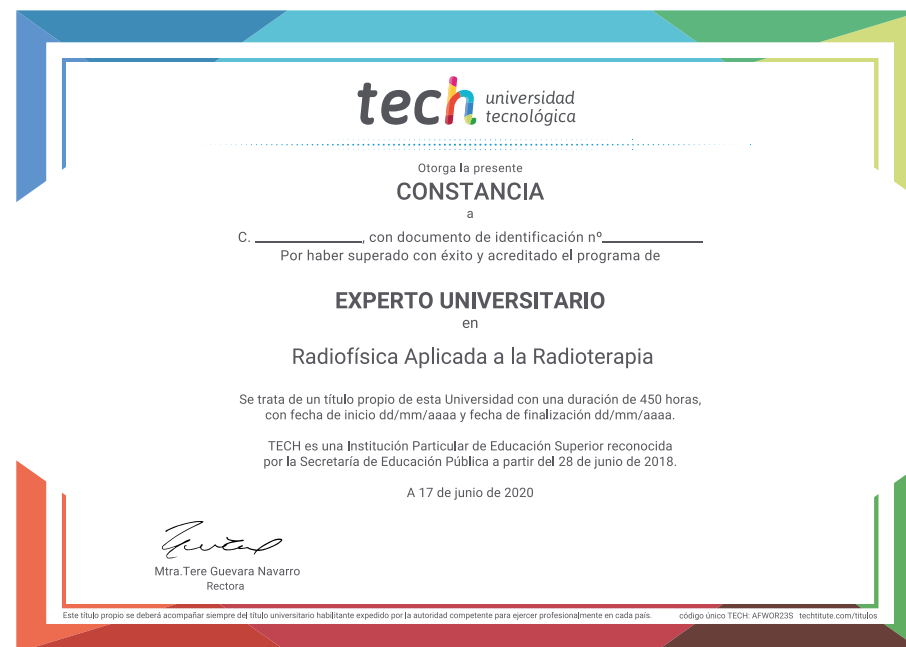 tech universidad
tecnológica
Otorga la presente
CONSTANCIA
a
C. ____________, con documento de identificación nº____________
Por haber superado con éxito y acreditado el programa de
EXPERTO UNIVERSITARIO
en
Radiofísica Aplicada a la Radioterapia
Se trata de un título propio de esta Universidad con una duración de 450 horas,
con fecha de inicio dd/mm/aaaa y fecha de finalización dd/mm/aaaa.
TECH es una Institución Particular de Educación Superior reconocida
por la Secretaría de Educación Pública a partir del 28 de junio de 2018.
A 17 de junio de 2020
Mtra.Tere Guevara Navarro
Rectora
Este título propio se deberá acompañar siempre del título universitario habilitante expedido por la autoridad competente para ejercer profesionalmente en cada país. código único TECH: AFWOR23S techtitute.com/títulos